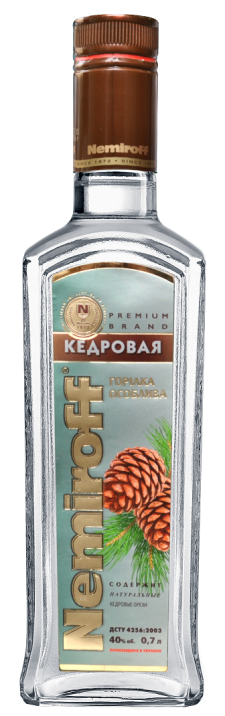 Nemiroff
SINCE 1872 • SINCE
N
PREMIUM
BRAND
КЕДРОВАЯ
Nemiroff
ГОРІЛКА
ОСОБЛИВА
СОДЕРЖИТ
НАТУРАЛЬНЫЕ
КЕДРОВЫЕ ОРЕХИ
ДСТУ 4256:2003
40% об. 0,7 л